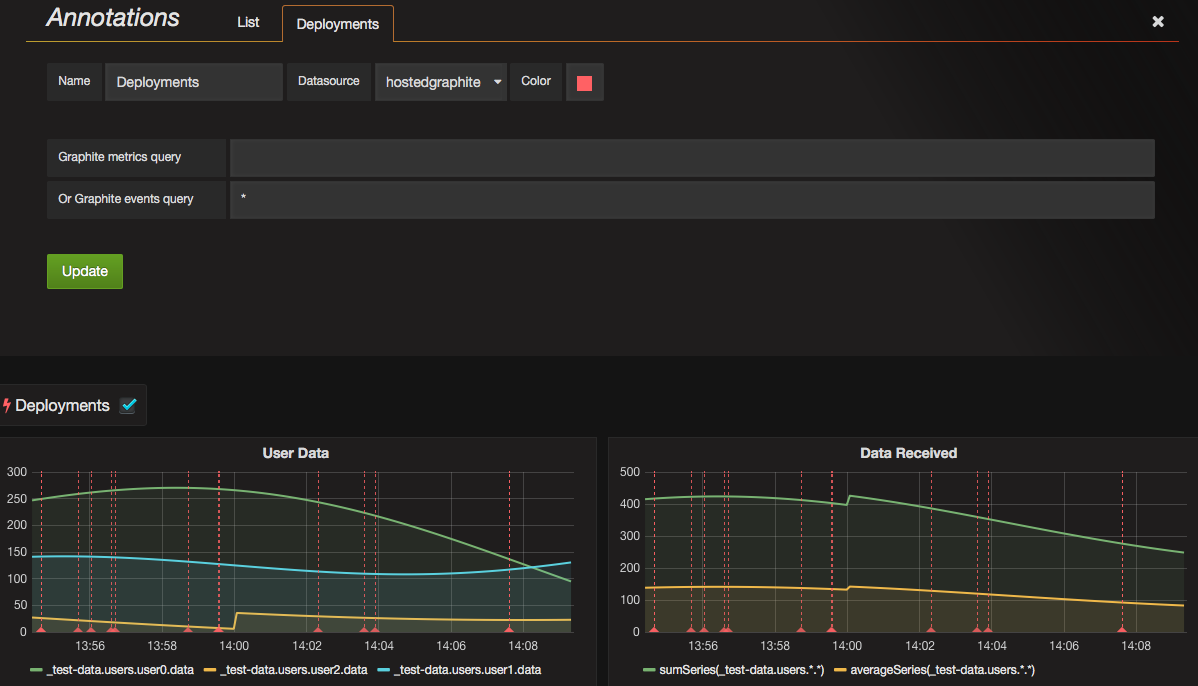 Annotations List Deployments ×
Name Deployments Datasource hostedgraphite Color
Graphite metrics query
Or Graphite events query *
Update
Deployments
User Data
300
250
200
150
100
50
0
13:56 13:58 14:00 14:02 14:04 14:06 14:08
_test-data.users.user0.data _test-data.users.user2.data _test-data.users.user1.data
Data Received
500
400
300
200
100
0
13:56 13:58 14:00 14:02 14:04 14:06 14:08
sumSeries(_test-data.users.*.*) averageSeries(_test-data.users.*.*)